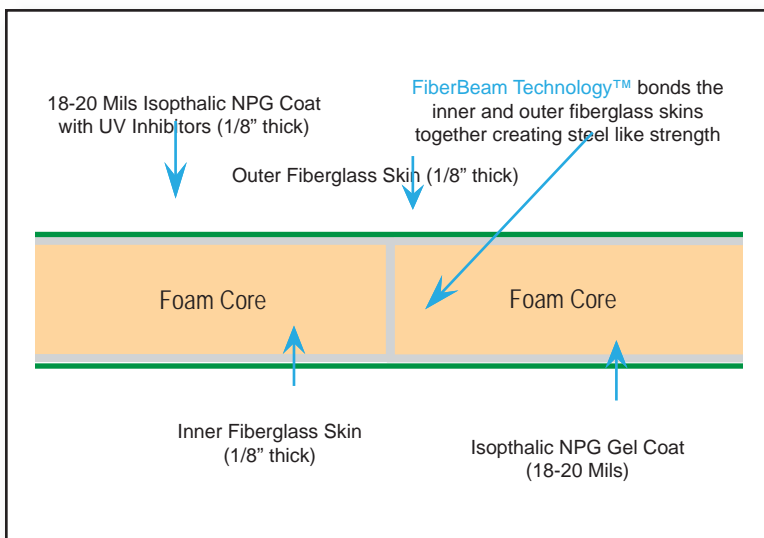 18-20 Mils Isopthalic NPG Coat
with UV Inhibitors (1/8” thick)
FiberBeam Technology™ bonds the
inner and outer fiberglass skins
together creating steel like strength
Outer Fiberglass Skin (1/8” thick)
Foam Core
Foam Core
Inner Fiberglass Skin
(1/8” thick)
Isopthalic NPG Gel Coat
(18-20 Mils)